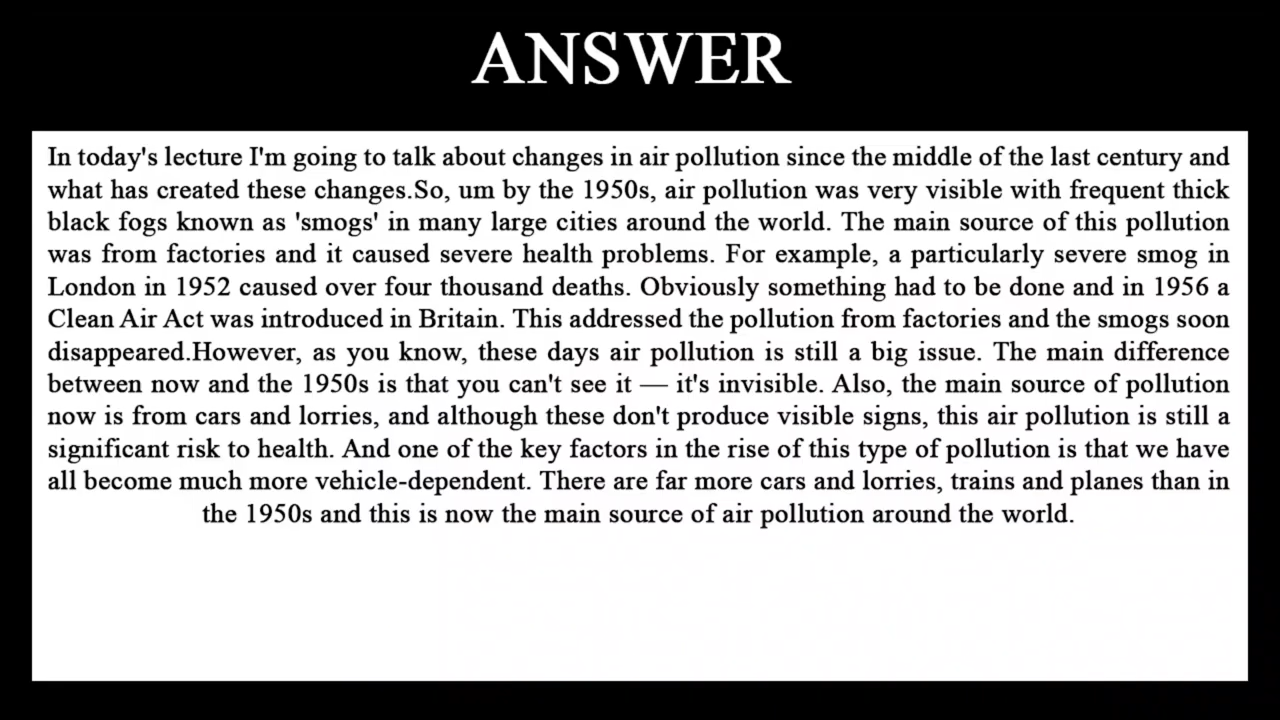 ANSWER
In today's lecture I'm going to talk about changes in air pollution since the middle of the last century and
what has created these changes.So, um by the 1950s, air pollution was very visible with frequent thick
black fogs known as 'smogs' in many large cities around the world. The main source of this pollution
was from factories and it caused severe health problems. For example, a particularly severe smog in
London in 1952 caused over four thousand deaths. Obviously something had to be done and in 1956 a
Clean Air Act was introduced in Britain. This addressed the pollution from factories and the smogs soon
disappeared.However, as you know, these days air pollution is still a big issue. The main difference
between now and the 1950s is that you can't see it — it's invisible. Also, the main source of pollution
now is from cars and lorries, and although these don't produce visible signs, this air pollution is still a
significant risk to health. And one of the key factors in the rise of this type of pollution is that we have
all become much more vehicle-dependent. There are far more cars and lorries, trains and planes than in
the 1950s and this is now the main source of air pollution around the world.